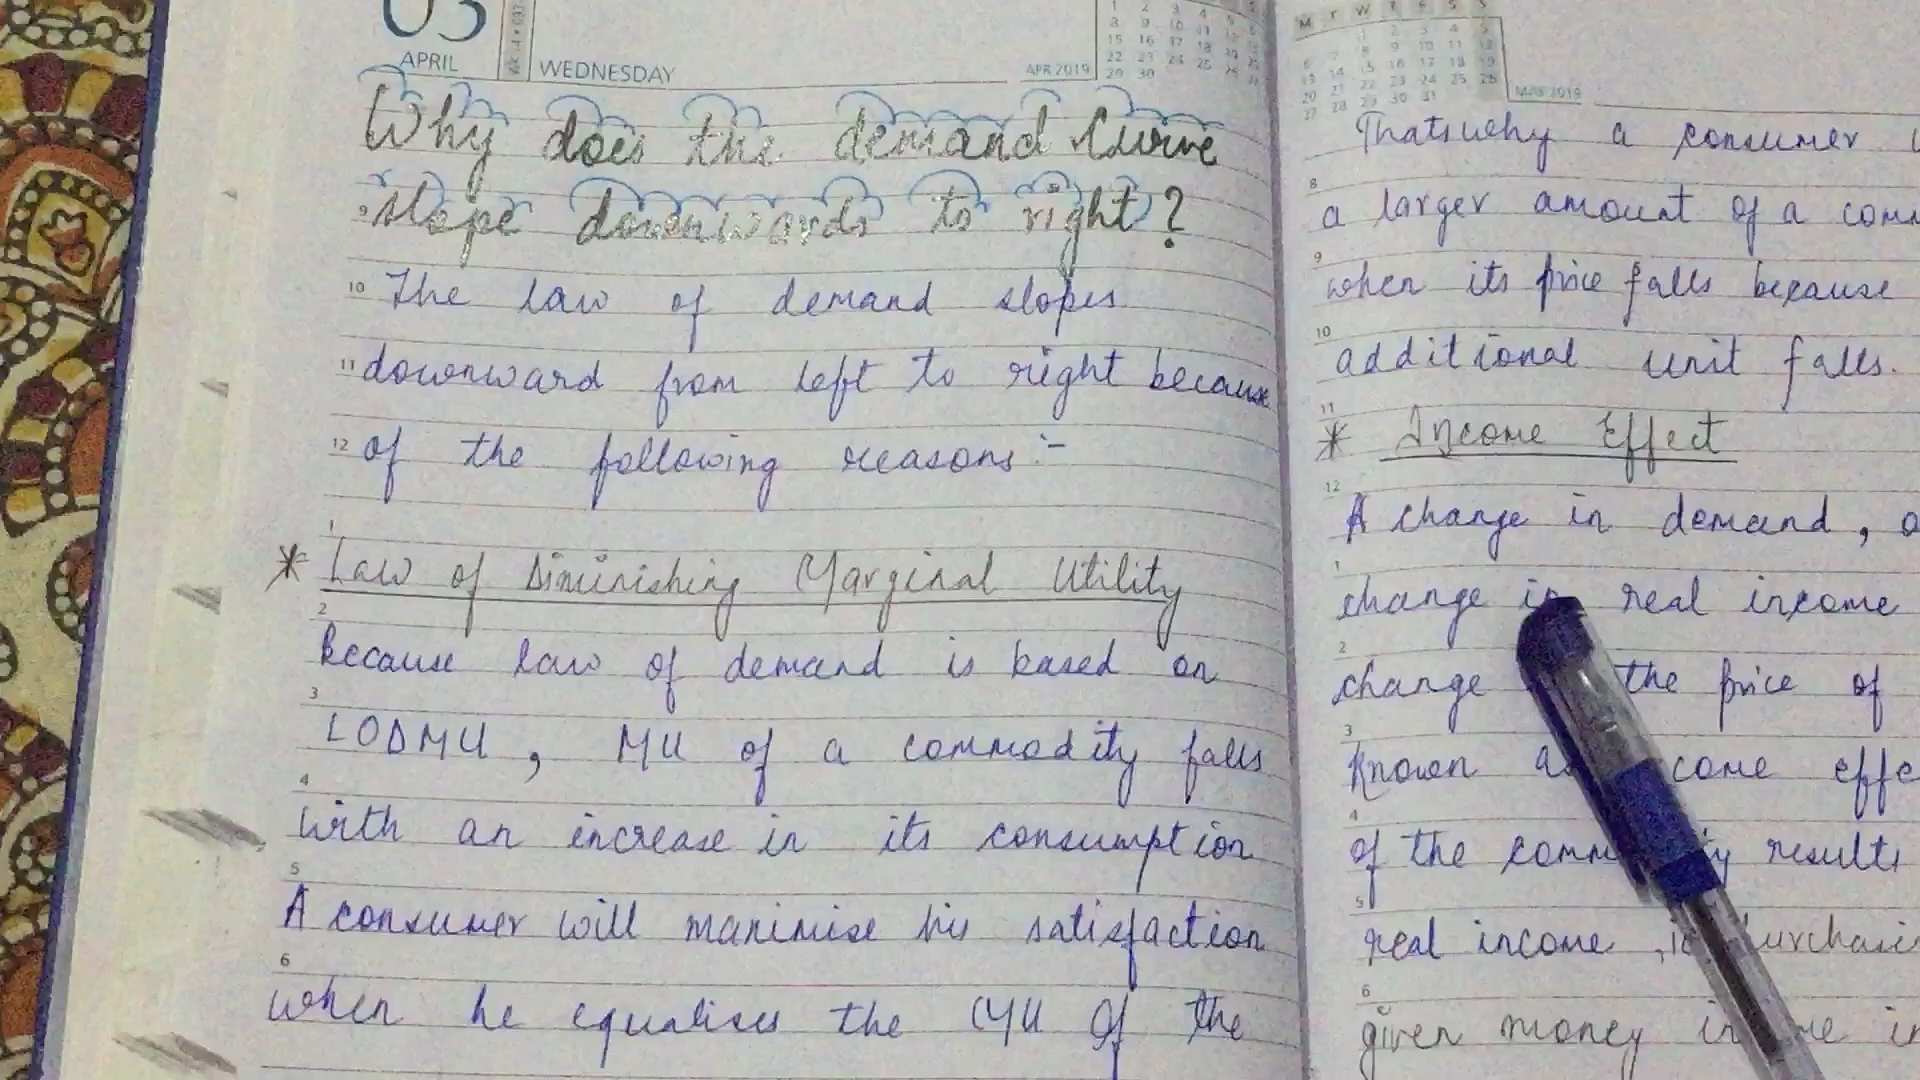 03
APRIL
WEDNESDAY
APR 2019
Why does the demand Curve
slope downwards to right?
The law of demand slopes
downward from left to right because
of the following reasons :-
* Law of Diminishing Marginal Utility
Because law of demand is based on
LODMU, MU of a commodity falls
with an increase in its consumption
A consumer will maximise his satisfaction
when he equalises the MU of the
M T W T F S S
MAY 2019
Thats why a consumer
a larger amount of a
when its price falls because
additional unit falls.
* Income Effect
A change in demand,
change in real income
change the price of
Known
of the results
real income,
given money